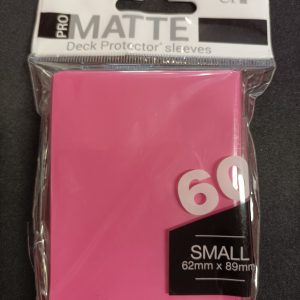 PRO
MATTE
Deck Protector® sleeves
60
SMALL
62mm x 89mm